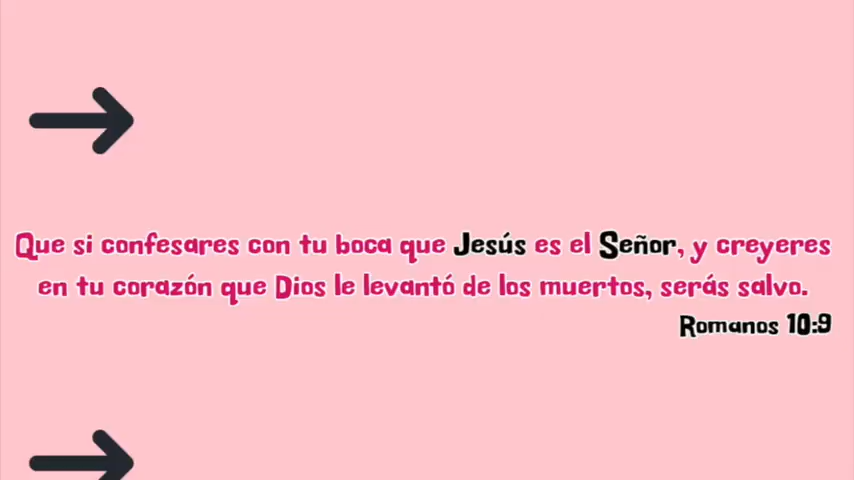 Que si confesares con tu boca que Jesús es el Señor, y creyeres
en tu corazón que Dios le levantó de los muertos, serás salvo.
Romanos 10:9